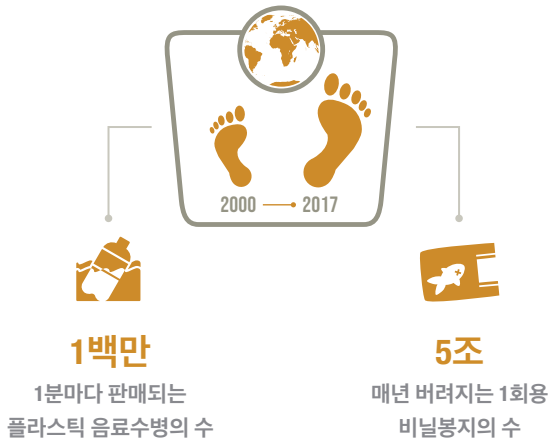 2000 2017
1백만
1분마다 판매되는
플라스틱 음료수병의 수
5조
매년 버려지는 1회용
비닐봉지의 수